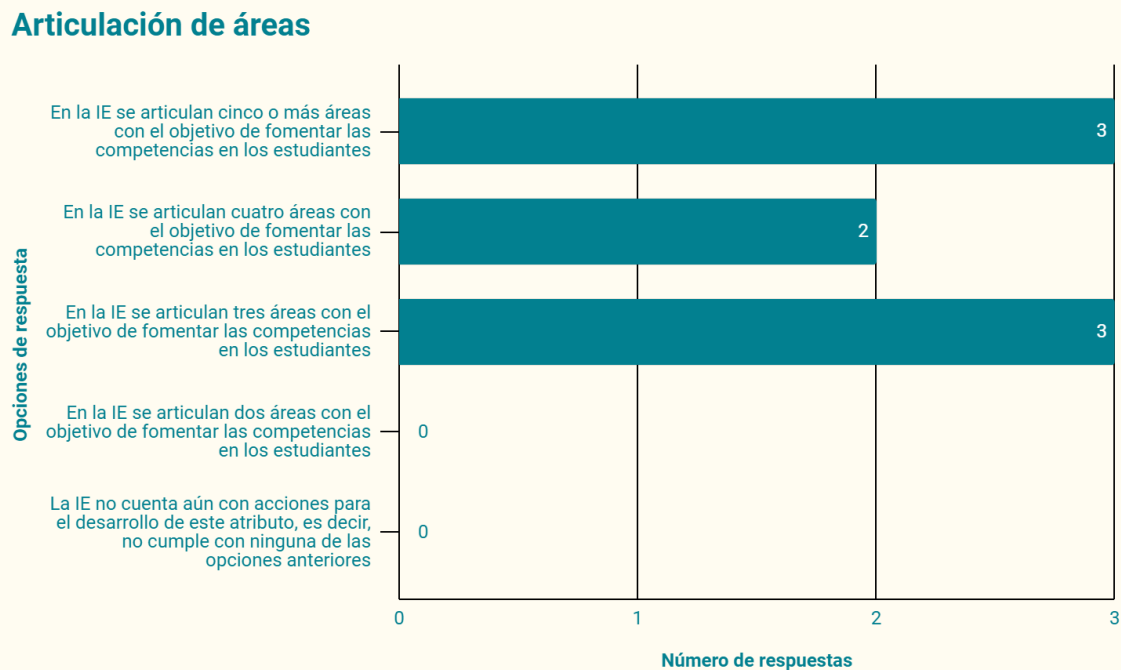 Articulación de áreas
En la IE se articulan cinco o más áreas
con el objetivo de fomentar las
competencias en los estudiantes
3
En la IE se articulan cuatro áreas con
el objetivo de fomentar las
competencias en los estudiantes
2
En la IE se articulan tres áreas con el
objetivo de fomentar las competencias
en los estudiantes
3
En la IE se articulan dos áreas con el
objetivo de fomentar las competencias
en los estudiantes
0
La IE no cuenta aún con acciones para
el desarrollo de este atributo, es decir,
no cumple con ninguna de las
opciones anteriores
0
Opciones de respuesta
0 1 2 3
Número de respuestas